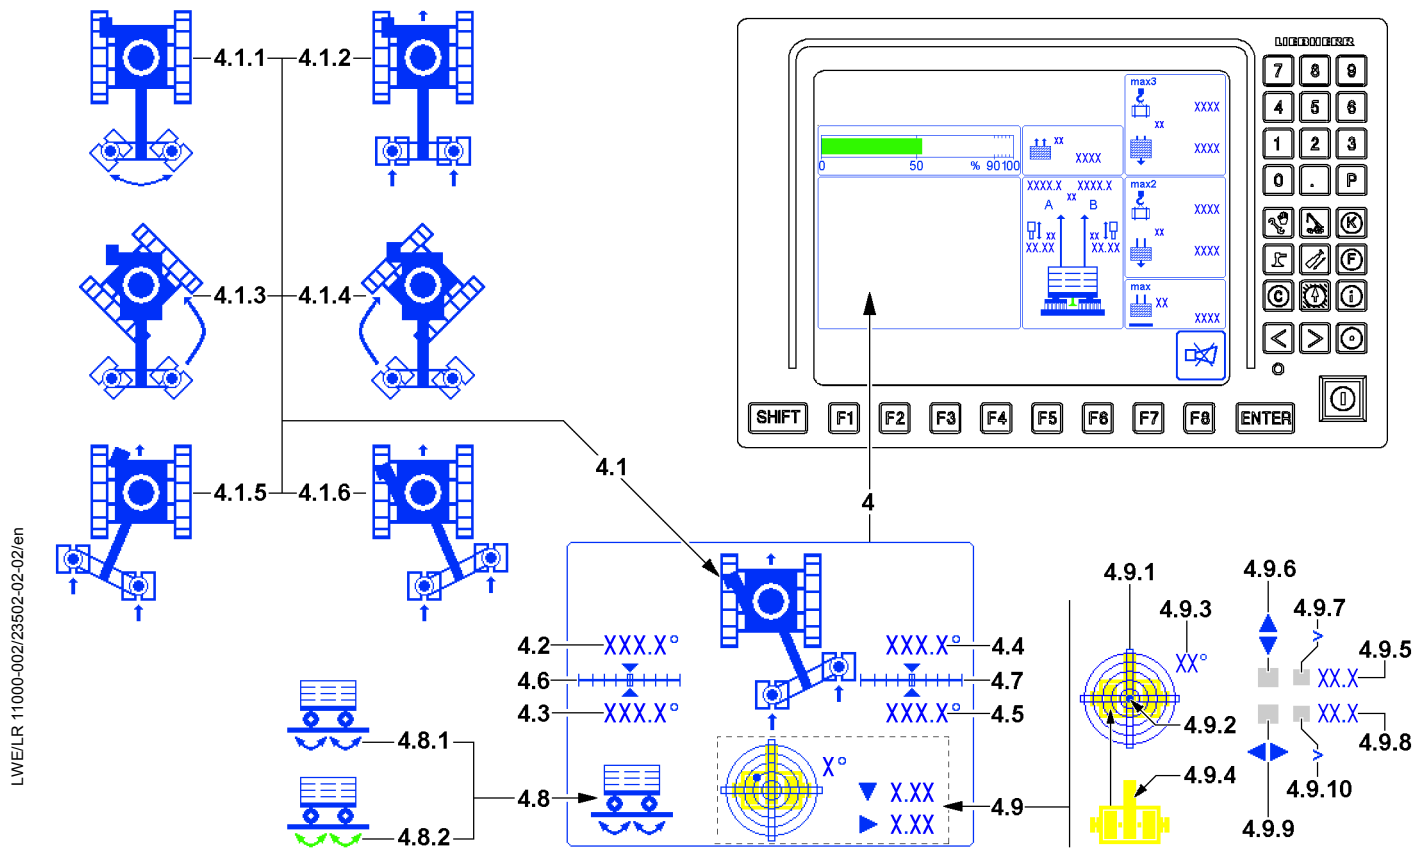 4.1.1
4.1.2
4.1.3
4.1.4
4.1.5
4.1.6
4.1
4
LIEBHERR
7 8 9
4 5 6
1 2 3
0 . P
K
F
C i
< >
SHIFT F1 F2 F3 F4 F5 F6 F7 F8 ENTER
0 50 % 90 100
xx
XXXX
XXXX.X XXXX.X
xx
A B
xx xx
XX.XX XX.XX
max3
XXXX
xx
XXXX
max2
XXXX
xx
XXXX
max
XX
XXXX
4.2 XXX.X° XXX.X° 4.4
4.6 4.7
4.3 XXX.X° XXX.X° 4.5
4.8.1
4.8
4.8.2
X°
X.XX
X.XX
4.9
4.9.1
4.9.3
XX°
4.9.2
4.9.4
4.9.6
4.9.7
>
4.9.5
XX.X
XX.X
4.9.8
>
4.9.10
4.9.9
LWE/LR 11000-002/23502-02-02/en